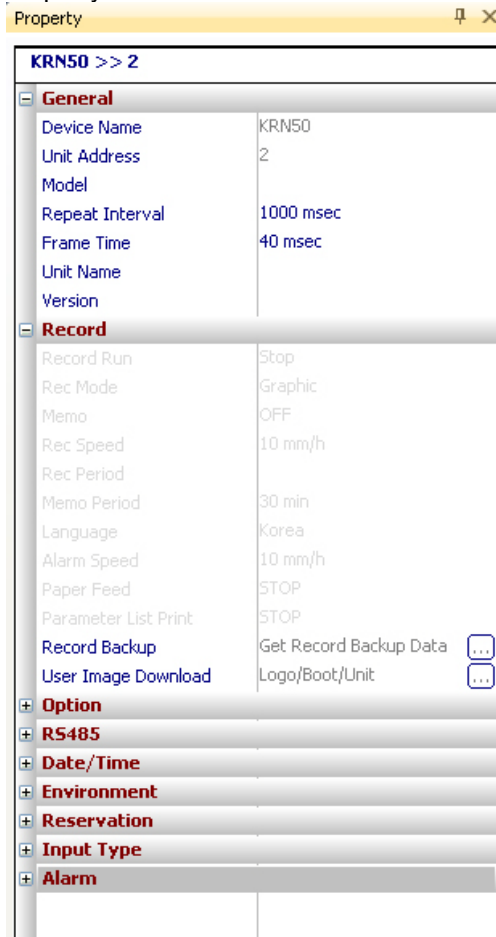 Property
KRN50 >> 2
General
Device Name KRN50
Unit Address 2
Model
Repeat Interval 1000 msec
Frame Time 40 msec
Unit Name
Version
Record
Record Run Stop
Rec Mode Graphic
Memo OFF
Rec Speed 10 mm/h
Rec Period
Memo Period 30 min
Language Korea
Alarm Speed 10 mm/h
Paper Feed STOP
Parameter List Print STOP
Record Backup Get Record Backup Data ...
User Image Download Logo/Boot/Unit ...
Option
RS485
Date/Time
Environment
Reservation
Input Type
Alarm